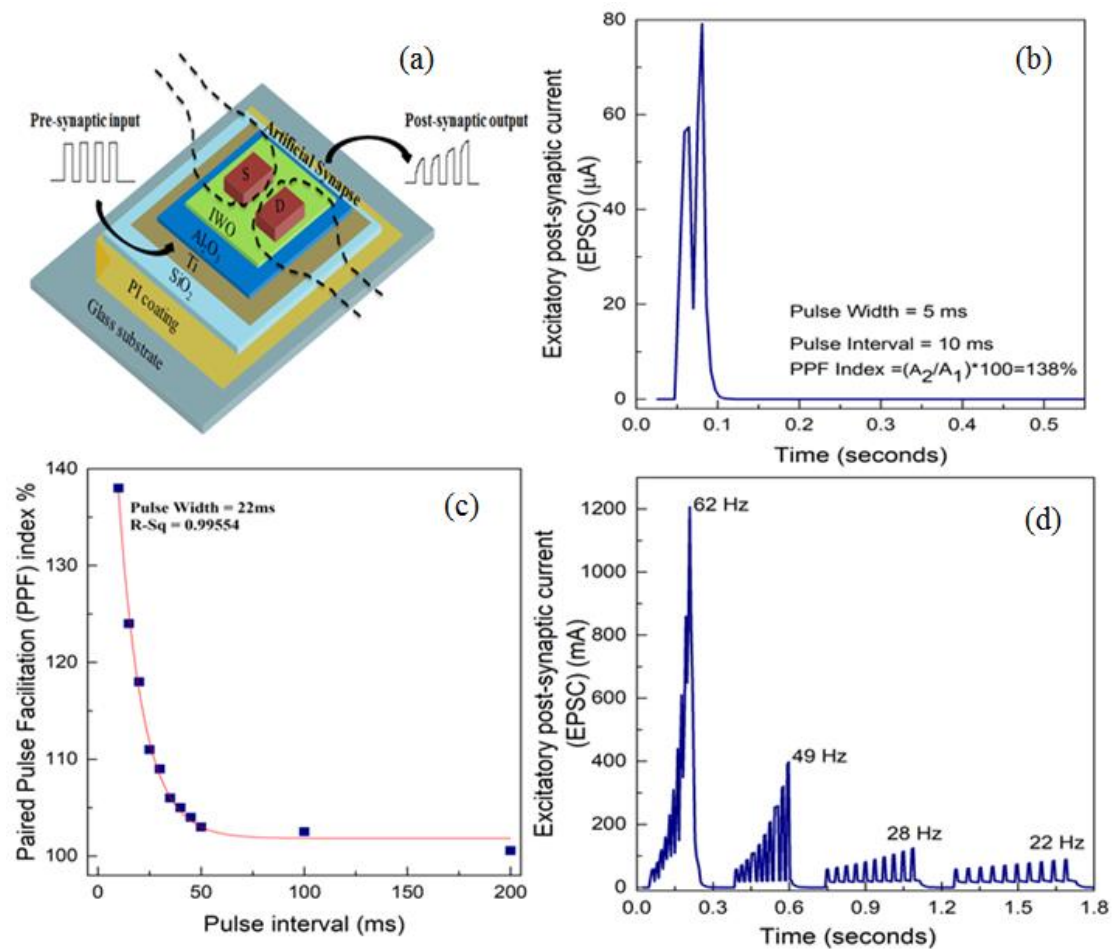 (a)
Pre-synaptic input
Post-synaptic output
Artificial Synapse
S
D
IWO
Al2O3
Ti
SiO2
PI coating
Glass substrate
(b)
Excitatory post-synaptic current
(EPSC) (μA)
80
60
40
20
0
Pulse Width = 5 ms
Pulse Interval = 10 ms
PPF Index =(A2/A1)*100=138%
0.0 0.1 0.2 0.3 0.4 0.5
Time (seconds)
(c)
Paired Pulse Facilitation (PPF) index %
140
130
120
110
100
Pulse Width = 22ms
R-Sq = 0.99554
0 50 100 150 200
Pulse interval (ms)
(d)
Excitatory post-synaptic current
(EPSC) (mA)
1200
1000
800
600
400
200
0
62 Hz
49 Hz
28 Hz
22 Hz
0.0 0.3 0.6 0.9 1.2 1.5 1.8
Time (seconds)